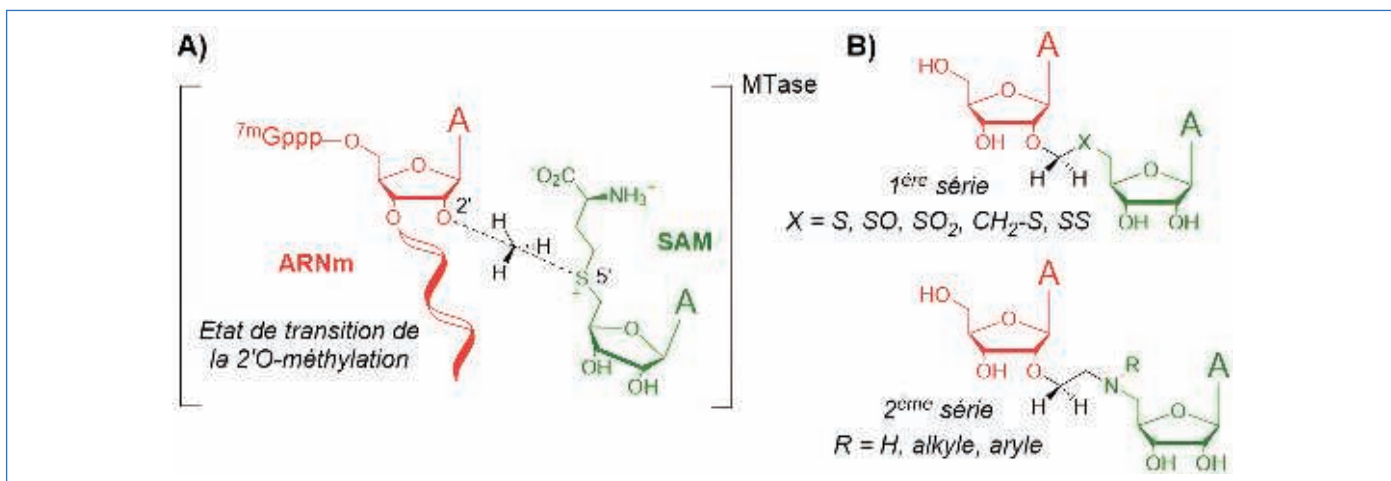 A)
MTase
A
7mGppp
O
O
O
O
2'
ARNm
H
H
H
O2C
NH3+
SAM
S 5'
+
A
O
OH
OH
Etat de transition de
la 2'O-méthylation
B)
A
HO
O
OH O
X
A
H H
O
1ère série
OH OH
X = S, SO, SO2, CH2-S, SS
A
HO
O
R
OH O
N
A
H H
O
2ème série
OH OH
R = H, alkyle, aryle